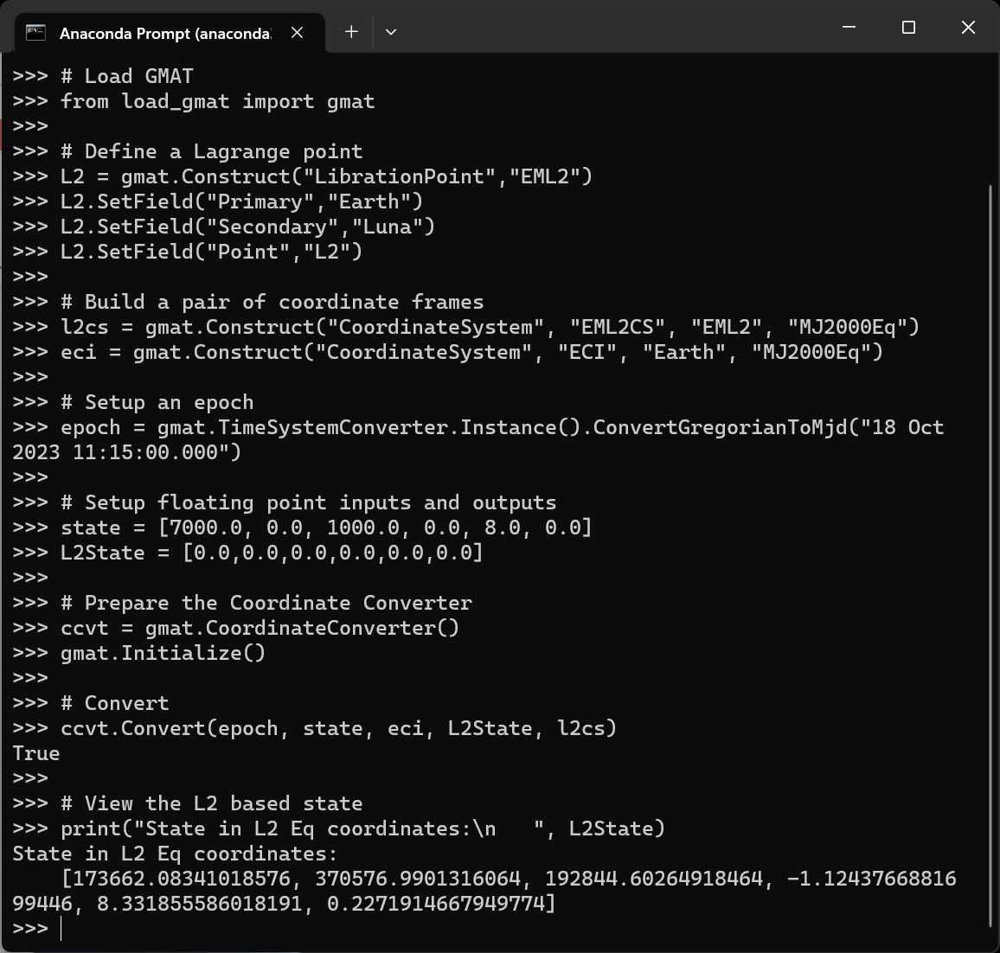 Anaconda Prompt (anaconda
>>> # Load GMAT
>>> from load_gmat import gmat
>>>
>>> # Define a Lagrange point
>>> L2 = gmat.Construct("LibrationPoint","EML2")
>>> L2.SetField("Primary","Earth")
>>> L2.SetField("Secondary","Luna")
>>> L2.SetField("Point","L2")
>>>
>>> # Build a pair of coordinate frames
>>> l2cs = gmat.Construct("CoordinateSystem", "EML2CS", "EML2", "MJ2000Eq")
>>> eci = gmat.Construct("CoordinateSystem", "ECI", "Earth", "MJ2000Eq")
>>>
>>> # Setup an epoch
>>> epoch = gmat.TimeSystemConverter.Instance().ConvertGregorianToMjd("18 Oct
2023 11:15:00.000")
>>>
>>> # Setup floating point inputs and outputs
>>> state = [7000.0, 0.0, 1000.0, 0.0, 8.0, 0.0]
>>> L2State = [0.0,0.0,0.0,0.0,0.0,0.0]
>>>
>>> # Prepare the Coordinate Converter
>>> ccvt = gmat.CoordinateConverter()
>>> gmat.Initialize()
>>>
>>> # Convert
>>> ccvt.Convert(epoch, state, eci, L2State, l2cs)
True
>>>
>>> # View the L2 based state
>>> print("State in L2 Eq coordinates:\n   ", L2State)
State in L2 Eq coordinates:
    [173662.08341018576, 370576.9901316064, 192844.60264918464, -1.12437668816
99446, 8.331855586018191, 0.2271914667949774]
>>>